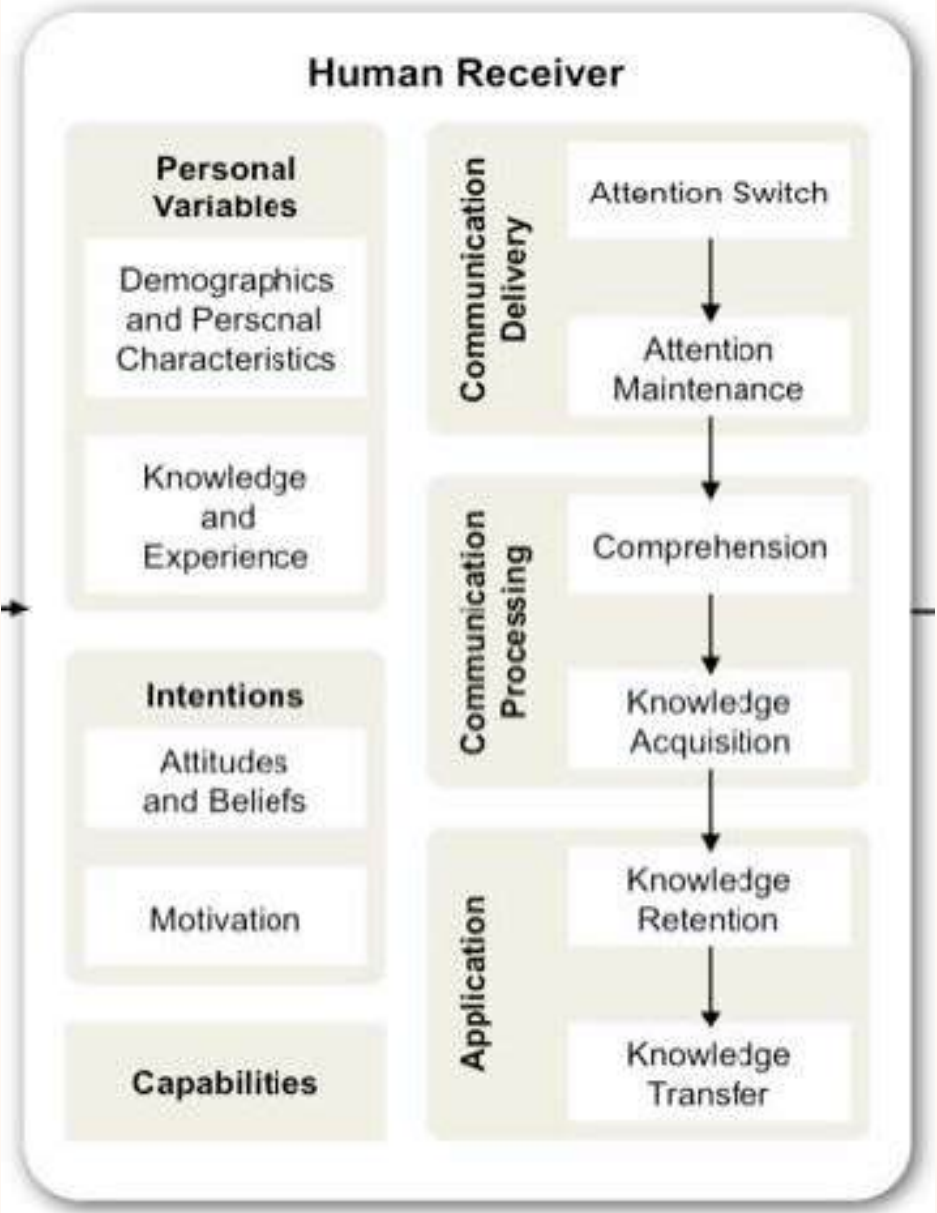 Human Receiver
Personal
Variables
Demographics
and Personal
Characteristics
Knowledge
and
Experience
Intentions
Attitudes
and Beliefs
Motivation
Capabilities
Communication
Delivery
Attention Switch
Attention
Maintenance
Communication
Processing
Comprehension
Knowledge
Acquisition
Application
Knowledge
Retention
Knowledge
Transfer